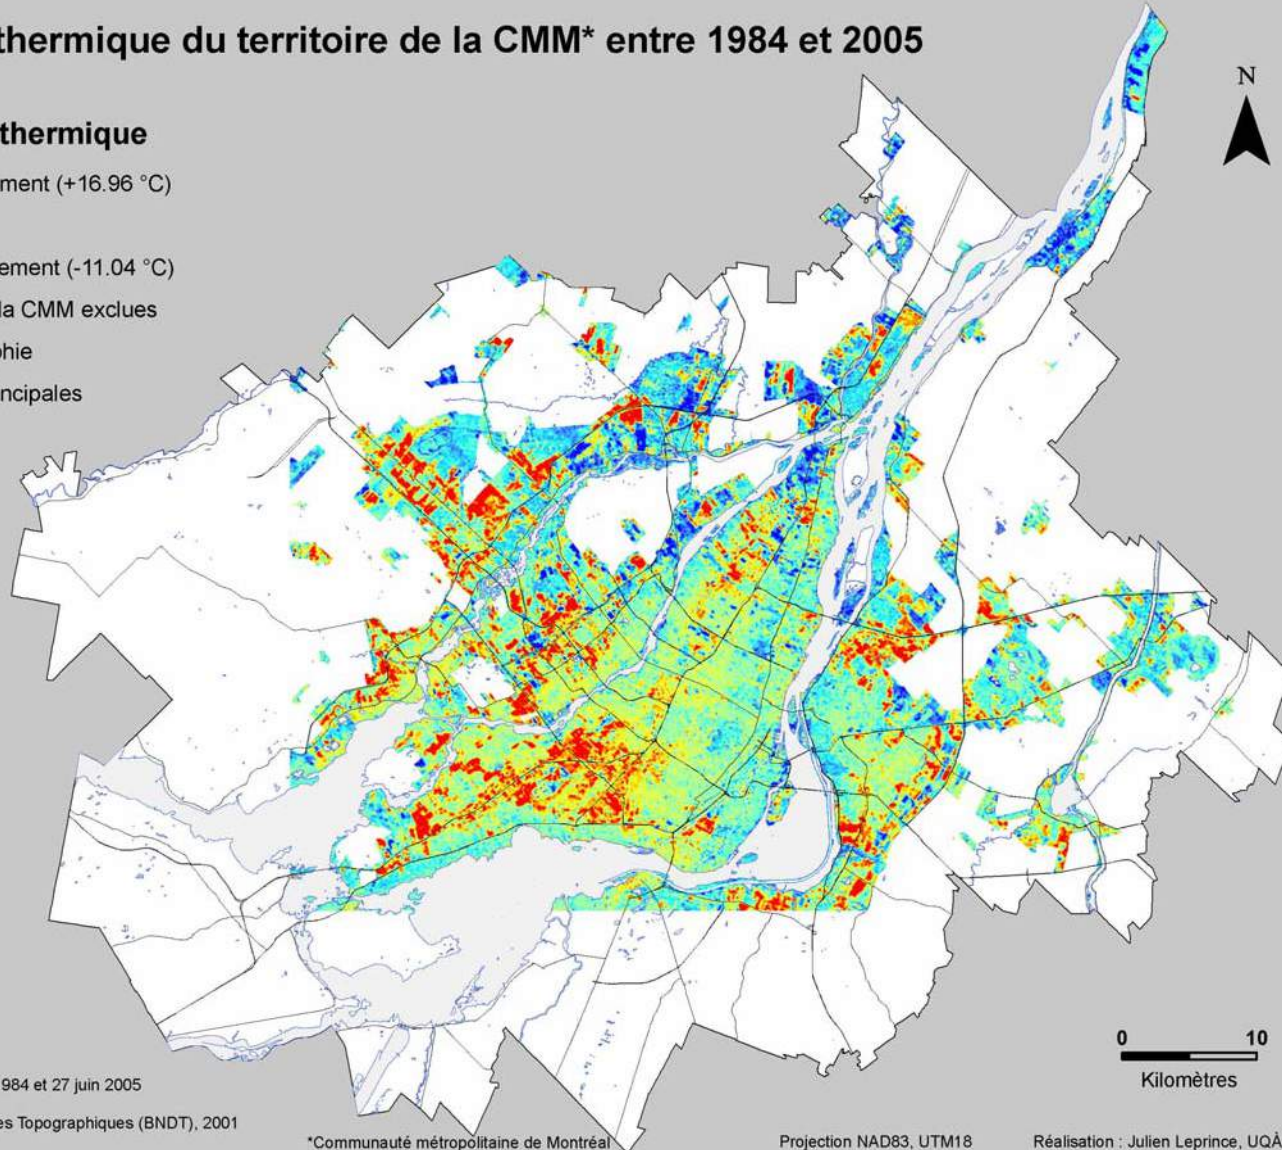 thermique du territoire de la CMM* entre 1984 et 2005
N
thermique
ment (+16.96 °C)
ement (-11.04 °C)
la CMM exclues
phie
ncipales
0 10
Kilomètres
984 et 27 juin 2005
es Topographiques (BNDT), 2001
*Communauté métropolitaine de Montréal
Projection NAD83, UTM18
Réalisation : Julien Leprince, UQÀ